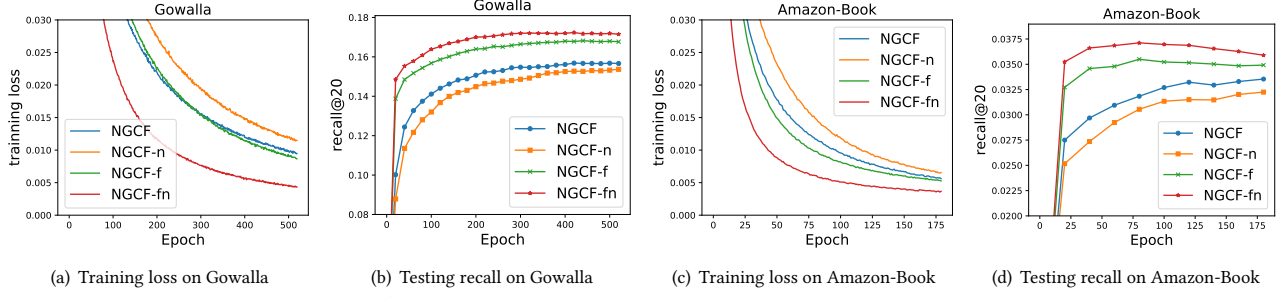 Gowalla
0.030
0.025
0.020
0.015
0.010
0.005
0.000
trainning loss
NGCF
NGCF-n
NGCF-f
NGCF-fn
0 100 200 300 400 500
Epoch
(a) Training loss on Gowalla
Gowalla
0.18
0.16
0.14
0.12
0.10
0.08
recall@20
NGCF
NGCF-n
NGCF-f
NGCF-fn
0 100 200 300 400 500
Epoch
(b) Testing recall on Gowalla
Amazon-Book
0.030
0.025
0.020
0.015
0.010
0.005
0.000
trainning loss
NGCF
NGCF-n
NGCF-f
NGCF-fn
0 25 50 75 100 125 150 175
Epoch
(c) Training loss on Amazon-Book
Amazon-Book
0.0375
0.0350
0.0325
0.0300
0.0275
0.0250
0.0225
0.0200
recall@20
NGCF
NGCF-n
NGCF-f
NGCF-fn
0 25 50 75 100 125 150 175
Epoch
(d) Testing recall on Amazon-Book